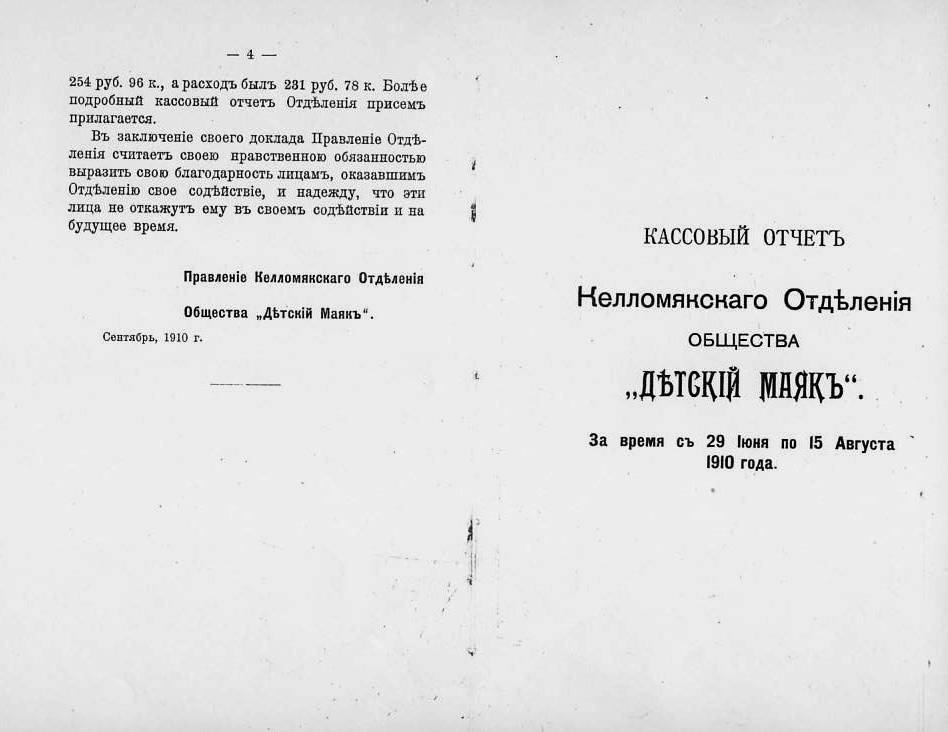 — 4 —
254 руб. 96 к., а расходъ былъ 231 руб. 78 к. Болѣе
подробный кассовый отчетъ Отдѣленія присемъ
прилагается.
Въ заключеніе своего доклада Правленіе Отдѣ-
ленія считаетъ своею нравственною обязанностью
выразить свою благодарность лицамъ, оказавшимъ
Отдѣленію свое содѣйствіе, и надежду, что эти
лица не откажутъ ему въ своемъ содѣйствіи и на
будущее время.
Правленіе Келломякскаго Отдѣленія
Общества „Дѣтскій Маякъ“.
Сентябрь, 1910 г.
КАССОВЫЙ ОТЧЕТЪ
Келломякскаго Отдѣленія
ОБЩЕСТВА
„ДѢТСКІЙ МАЯКЪ“.
За время съ 29 Іюня по 15 Августа
1910 года.